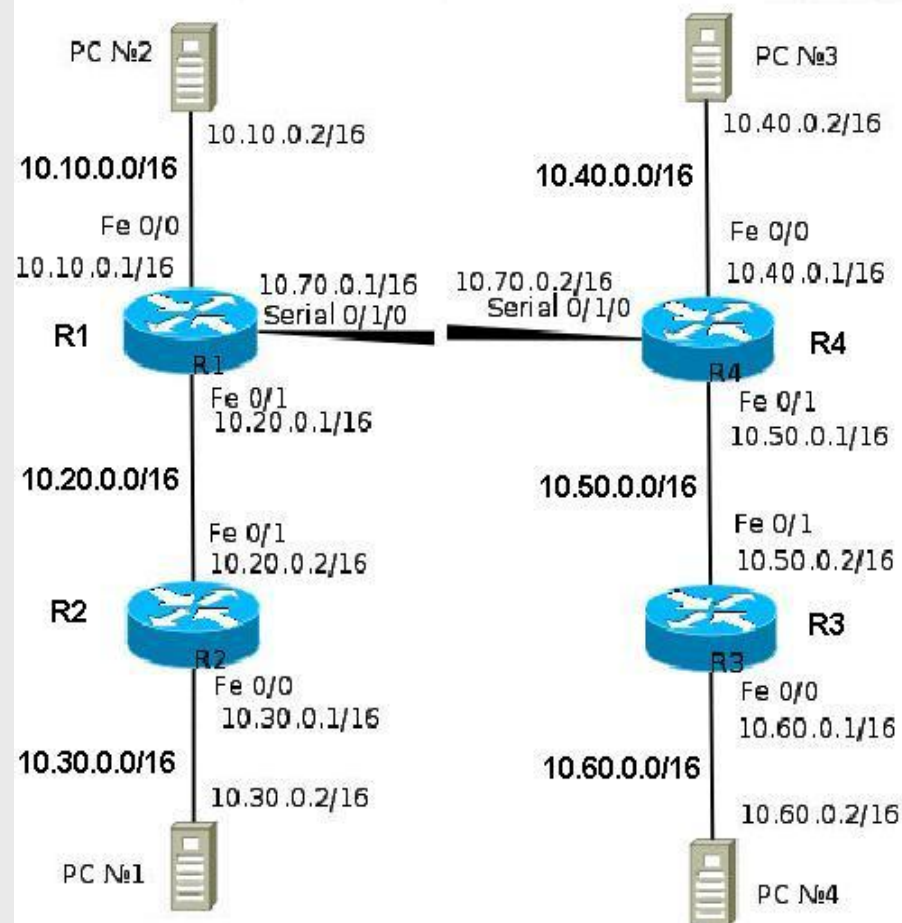 PC №2
10.10.0.2/16
10.10.0.0/16
Fe 0/0
10.10.0.1/16
PC №3
10.40.0.2/16
10.40.0.0/16
Fe 0/0
10.40.0.1/16
10.70.0.1/16
Serial 0/1/0
10.70.0.2/16
Serial 0/1/0
R1
R1
R4
R4
Fe 0/1
10.20.0.1/16
10.20.0.0/16
Fe 0/1
10.20.0.2/16
Fe 0/1
10.50.0.1/16
10.50.0.0/16
Fe 0/1
10.50.0.2/16
R2
R2
R3
R3
Fe 0/0
10.30.0.1/16
10.30.0.0/16
10.30.0.2/16
PC №1
Fe 0/0
10.60.0.1/16
10.60.0.0/16
10.60.0.2/16
PC №4